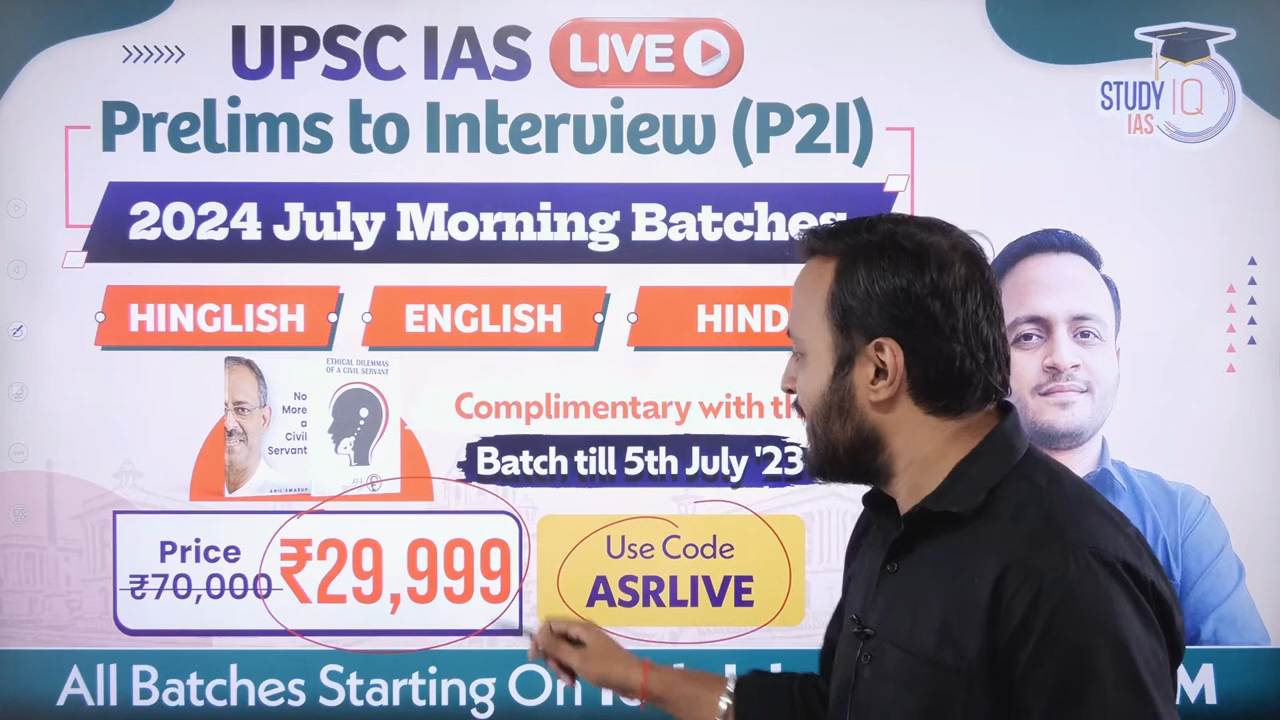 UPSC IAS LIVE
Prelims to Interview (P2I)
STUDY IQ
IAS
2024 July Morning Batches
HINGLISH
ENGLISH
HIND
No
More
a
Civil
Servant
ANIL SWARUP
ETHICAL DILEMMAS
OF A CIVIL SERVANT
Complimentary with th
Batch till 5th July '23
Price
₹70,000
₹29,999
Use Code
ASRLIVE
All Batches Starting On
M